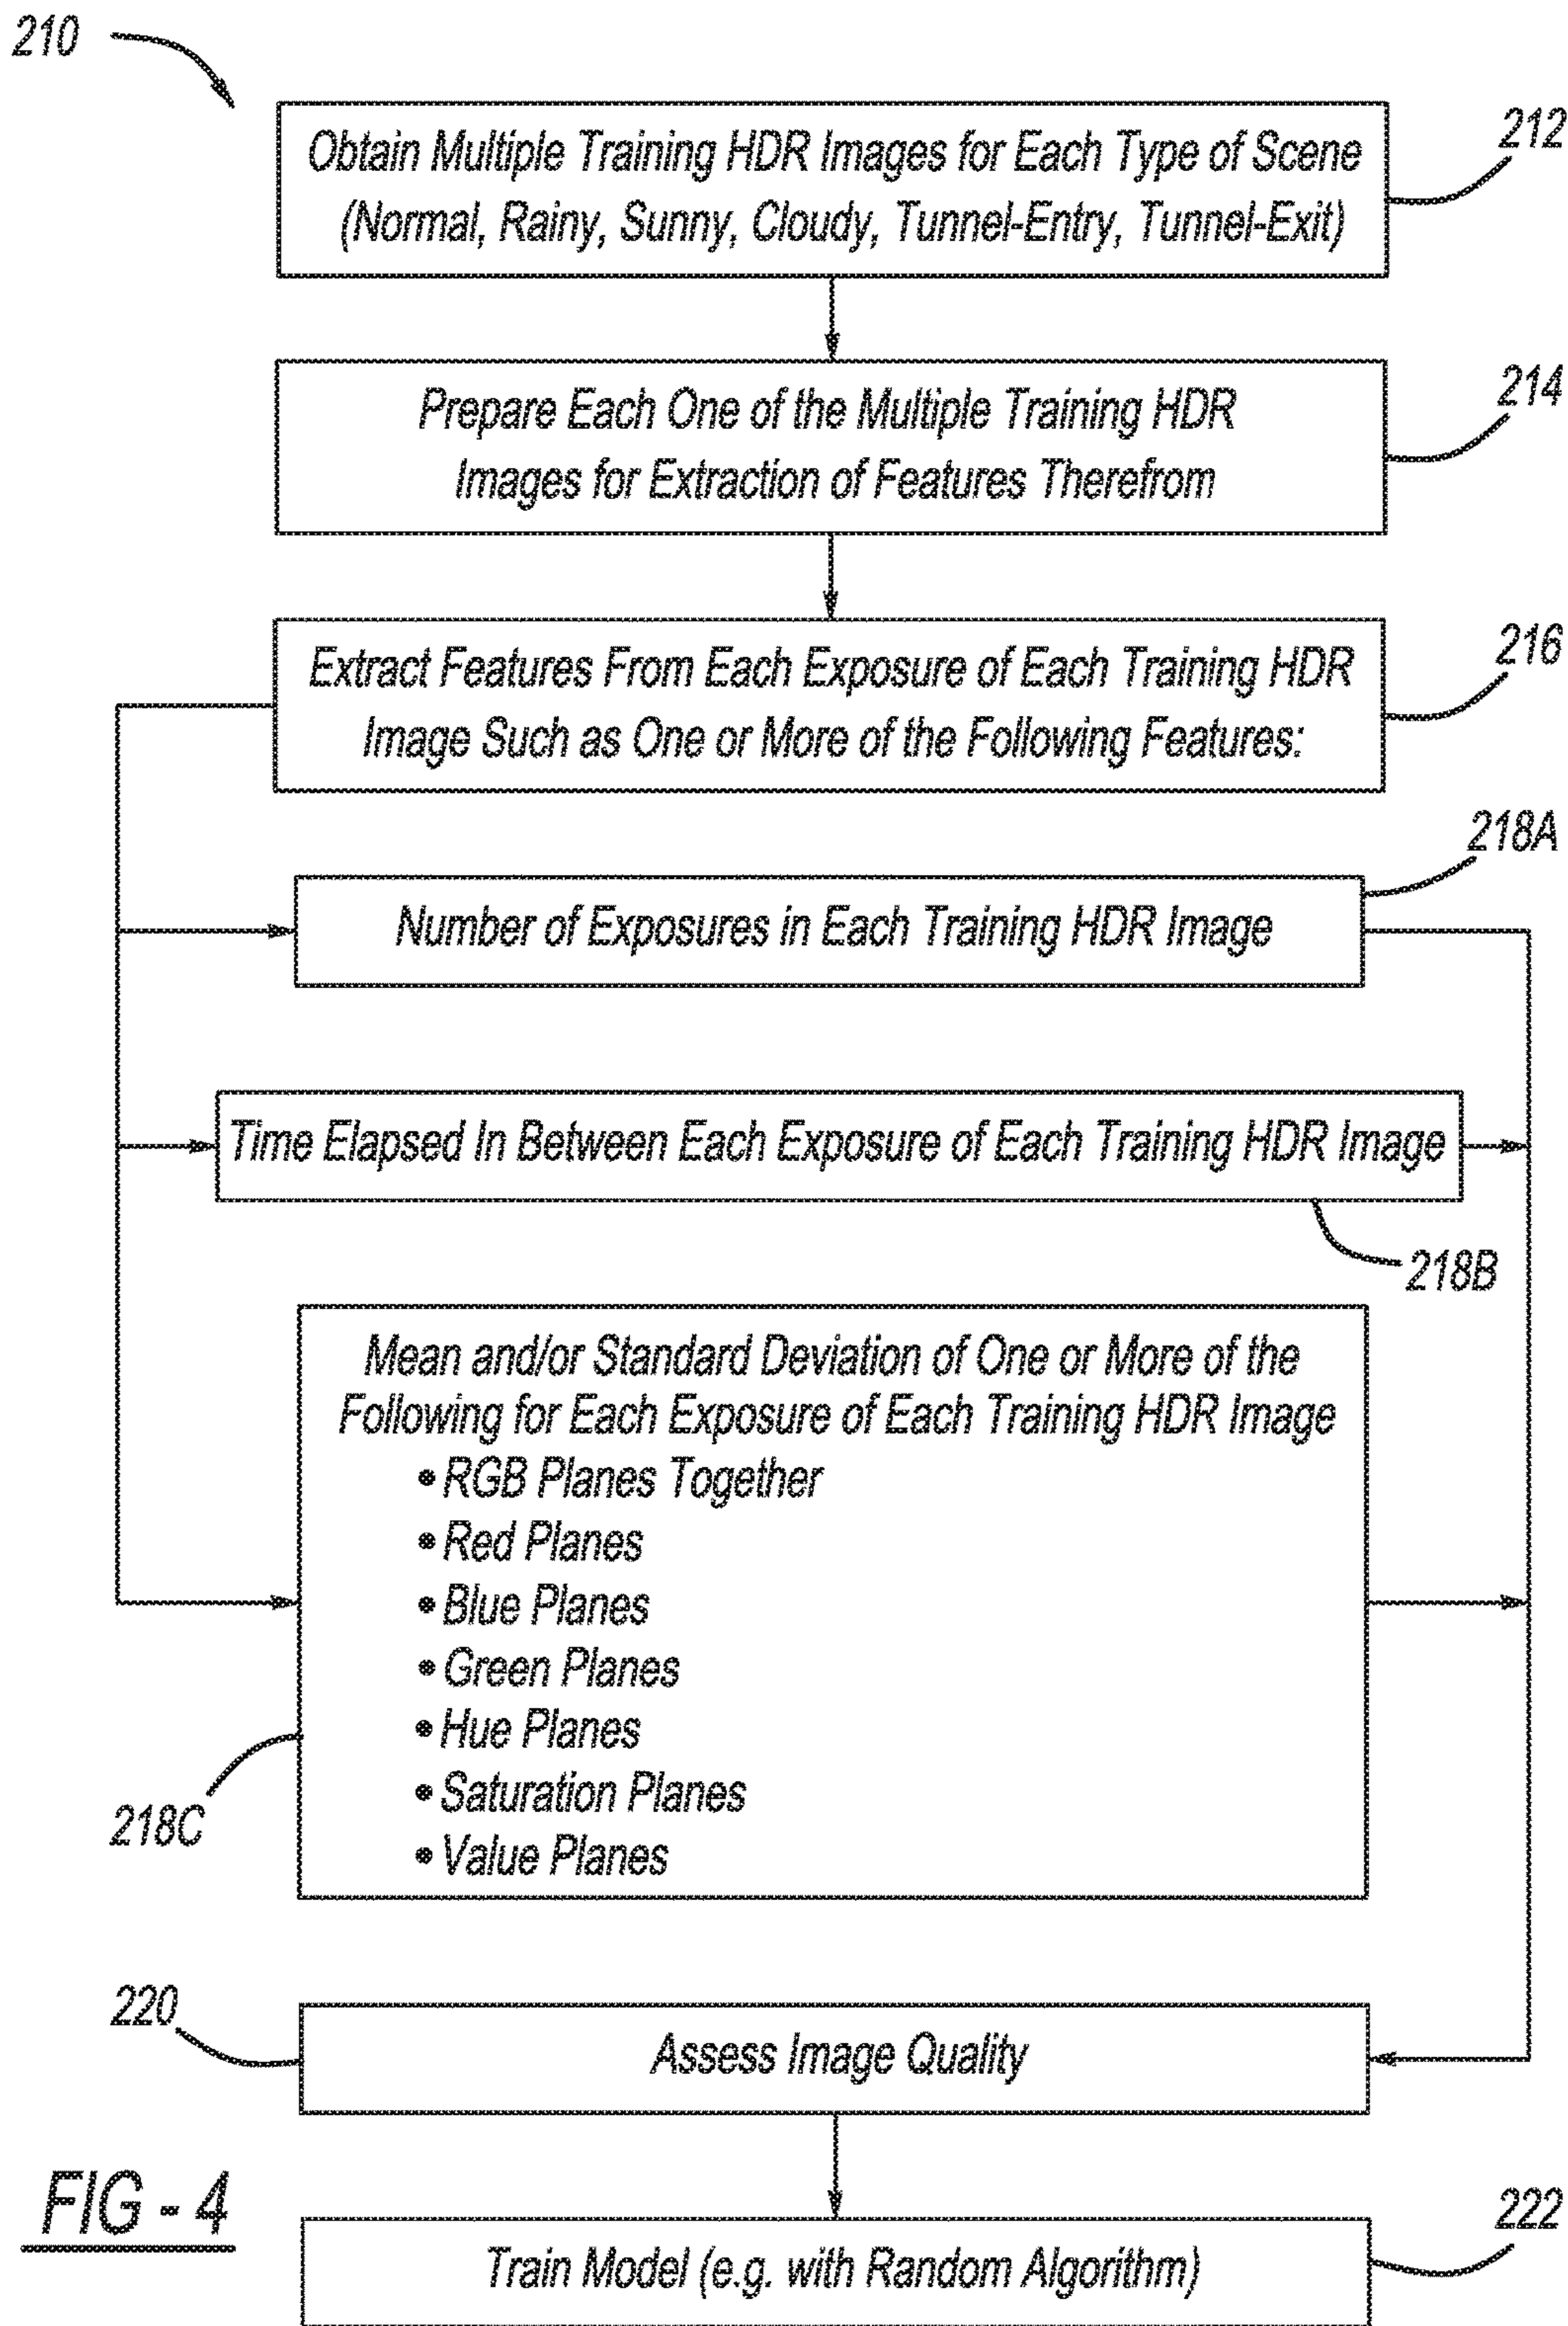 210
Obtain Multiple Training HDR Images for Each Type of Scene
(Normal, Rainy, Sunny, Cloudy, Tunnel-Entry, Tunnel-Exit)
212
Prepare Each One of the Multiple Training HDR
Images for Extraction of Features Therefrom
214
Extract Features From Each Exposure of Each Training HDR
Image Such as One or More of the Following Features:
216
218A
Number of Exposures in Each Training HDR Image
Time Elapsed In Between Each Exposure of Each Training HDR Image
218B
Mean and/or Standard Deviation of One or More of the
Following for Each Exposure of Each Training HDR Image
• RGB Planes Together
• Red Planes
• Blue Planes
• Green Planes
• Hue Planes
• Saturation Planes
• Value Planes
218C
220
Assess Image Quality
FIG - 4
222
Train Model (e.g. with Random Algorithm)